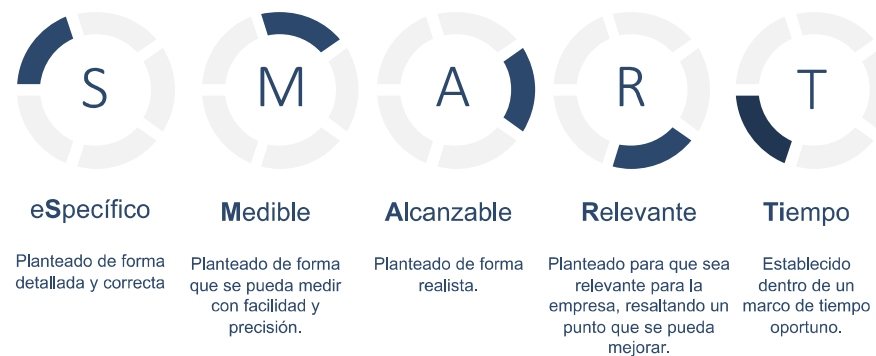 S
M
A
R
T
eSpecífico
Medible
Alcanzable
Relevante
Tiempo
Planteado de forma
detallada y correcta
Planteado de forma
que se pueda medir
con facilidad y
precisión.
Planteado de forma
realista.
Planteado para que sea
relevante para la
empresa, resaltando un
punto que se pueda
mejorar.
Establecido
dentro de un
marco de tiempo
oportuno.